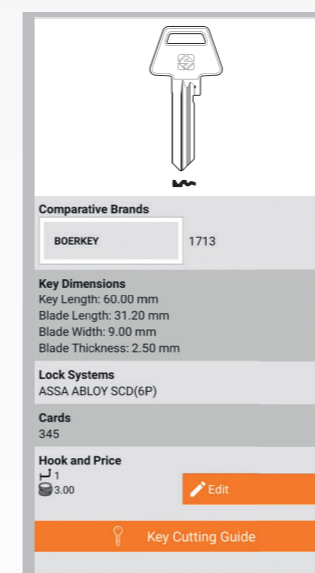 Comparative Brands
BOERKEY 1713
Key Dimensions
Key Length: 60.00 mm
Blade Length: 31.20 mm
Blade Width: 9.00 mm
Blade Thickness: 2.50 mm
Lock Systems
ASSA ABLOY SCD(6P)
Cards
345
Hook and Price
1
3.00
Edit
Key Cutting Guide